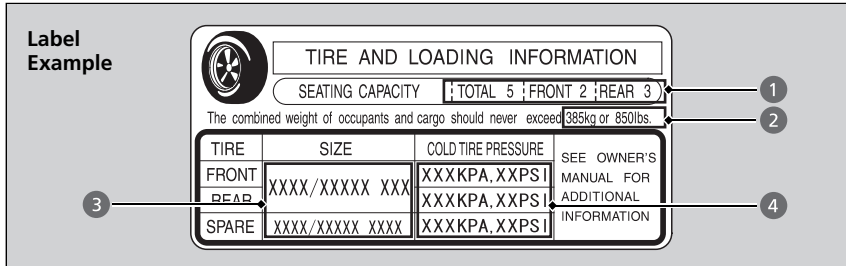 Label
Example
TIRE AND LOADING INFORMATION
SEATING CAPACITY TOTAL 5 FRONT 2 REAR 3
1
The combined weight of occupants and cargo should never exceed 385kg or 850lbs.
2
TIRE SIZE COLD TIRE PRESSURE
SEE OWNER'S
MANUAL FOR
ADDITIONAL
INFORMATION
FRONT XXXX/XXXXX XXX XXXKPA,XXPSI
REAR XXXKPA,XXPSI
3
4
SPARE XXXX/XXXXX XXXX XXXKPA,XXPSI